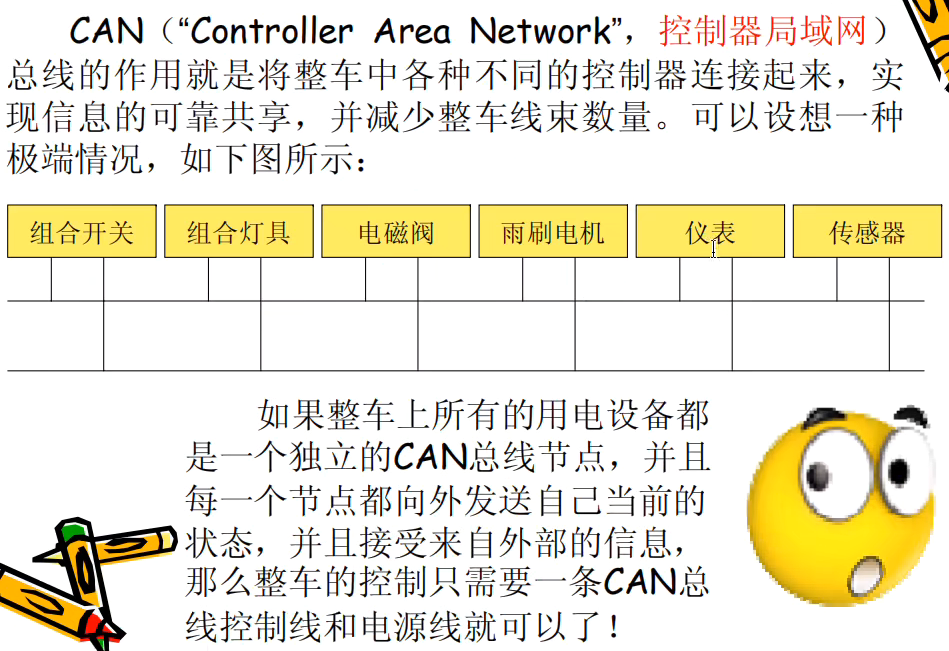 CAN（“Controller Area Network”，控制器局域网）
总线的作用就是将整车中各种不同的控制器连接起来，实
现信息的可靠共享，并减少整车线束数量。可以设想一种
极端情况，如下图所示：
组合开关 组合灯具 电磁阀 雨刷电机 仪表 传感器
如果整车上所有的用电设备都
是一个独立的CAN总线节点，并且
每一个节点都向外发送自己当前的
状态，并且接受来自外部的信息，
那么整车的控制只需要一条CAN总
线控制线和电源线就可以了！